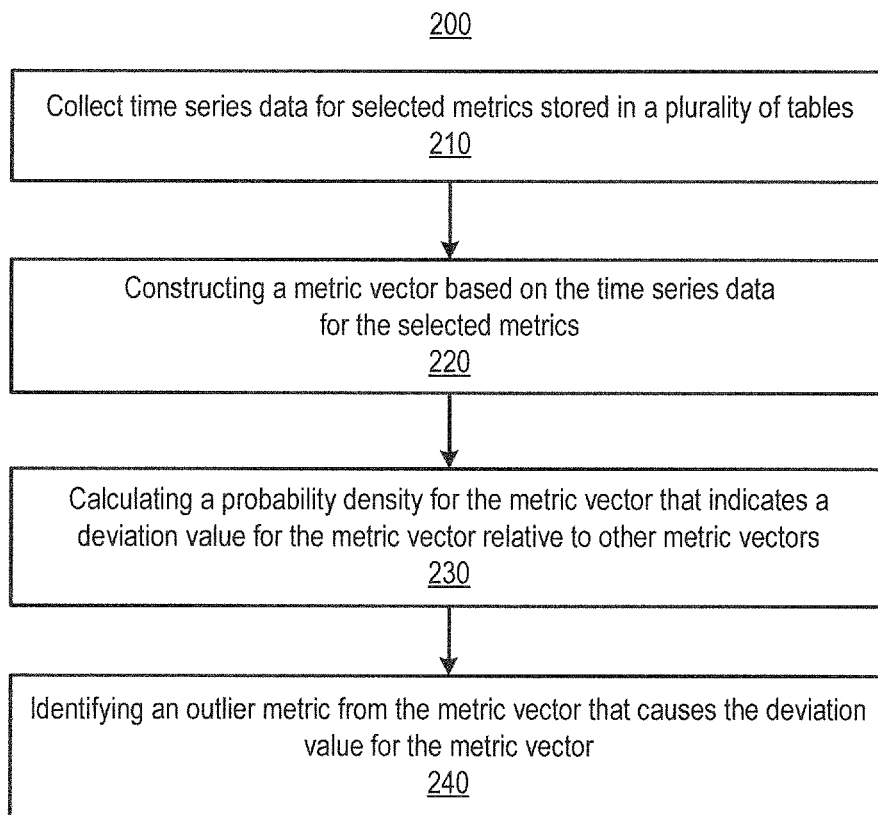 200
Collect time series data for selected metrics stored in a plurality of tables
210
Constructing a metric vector based on the time series data
for the selected metrics
220
Calculating a probability density for the metric vector that indicates a
deviation value for the metric vector relative to other metric vectors
230
Identifying an outlier metric from the metric vector that causes the deviation
value for the metric vector
240